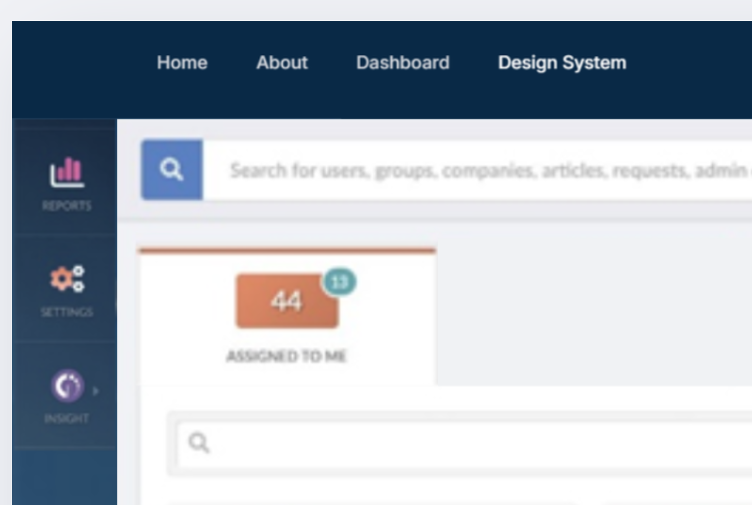 Home About Dashboard Design System
Search for users, groups, companies, articles, requests, admin
REPORTS
13
44
SETTINGS
ASSIGNED TO ME
INSIGHT